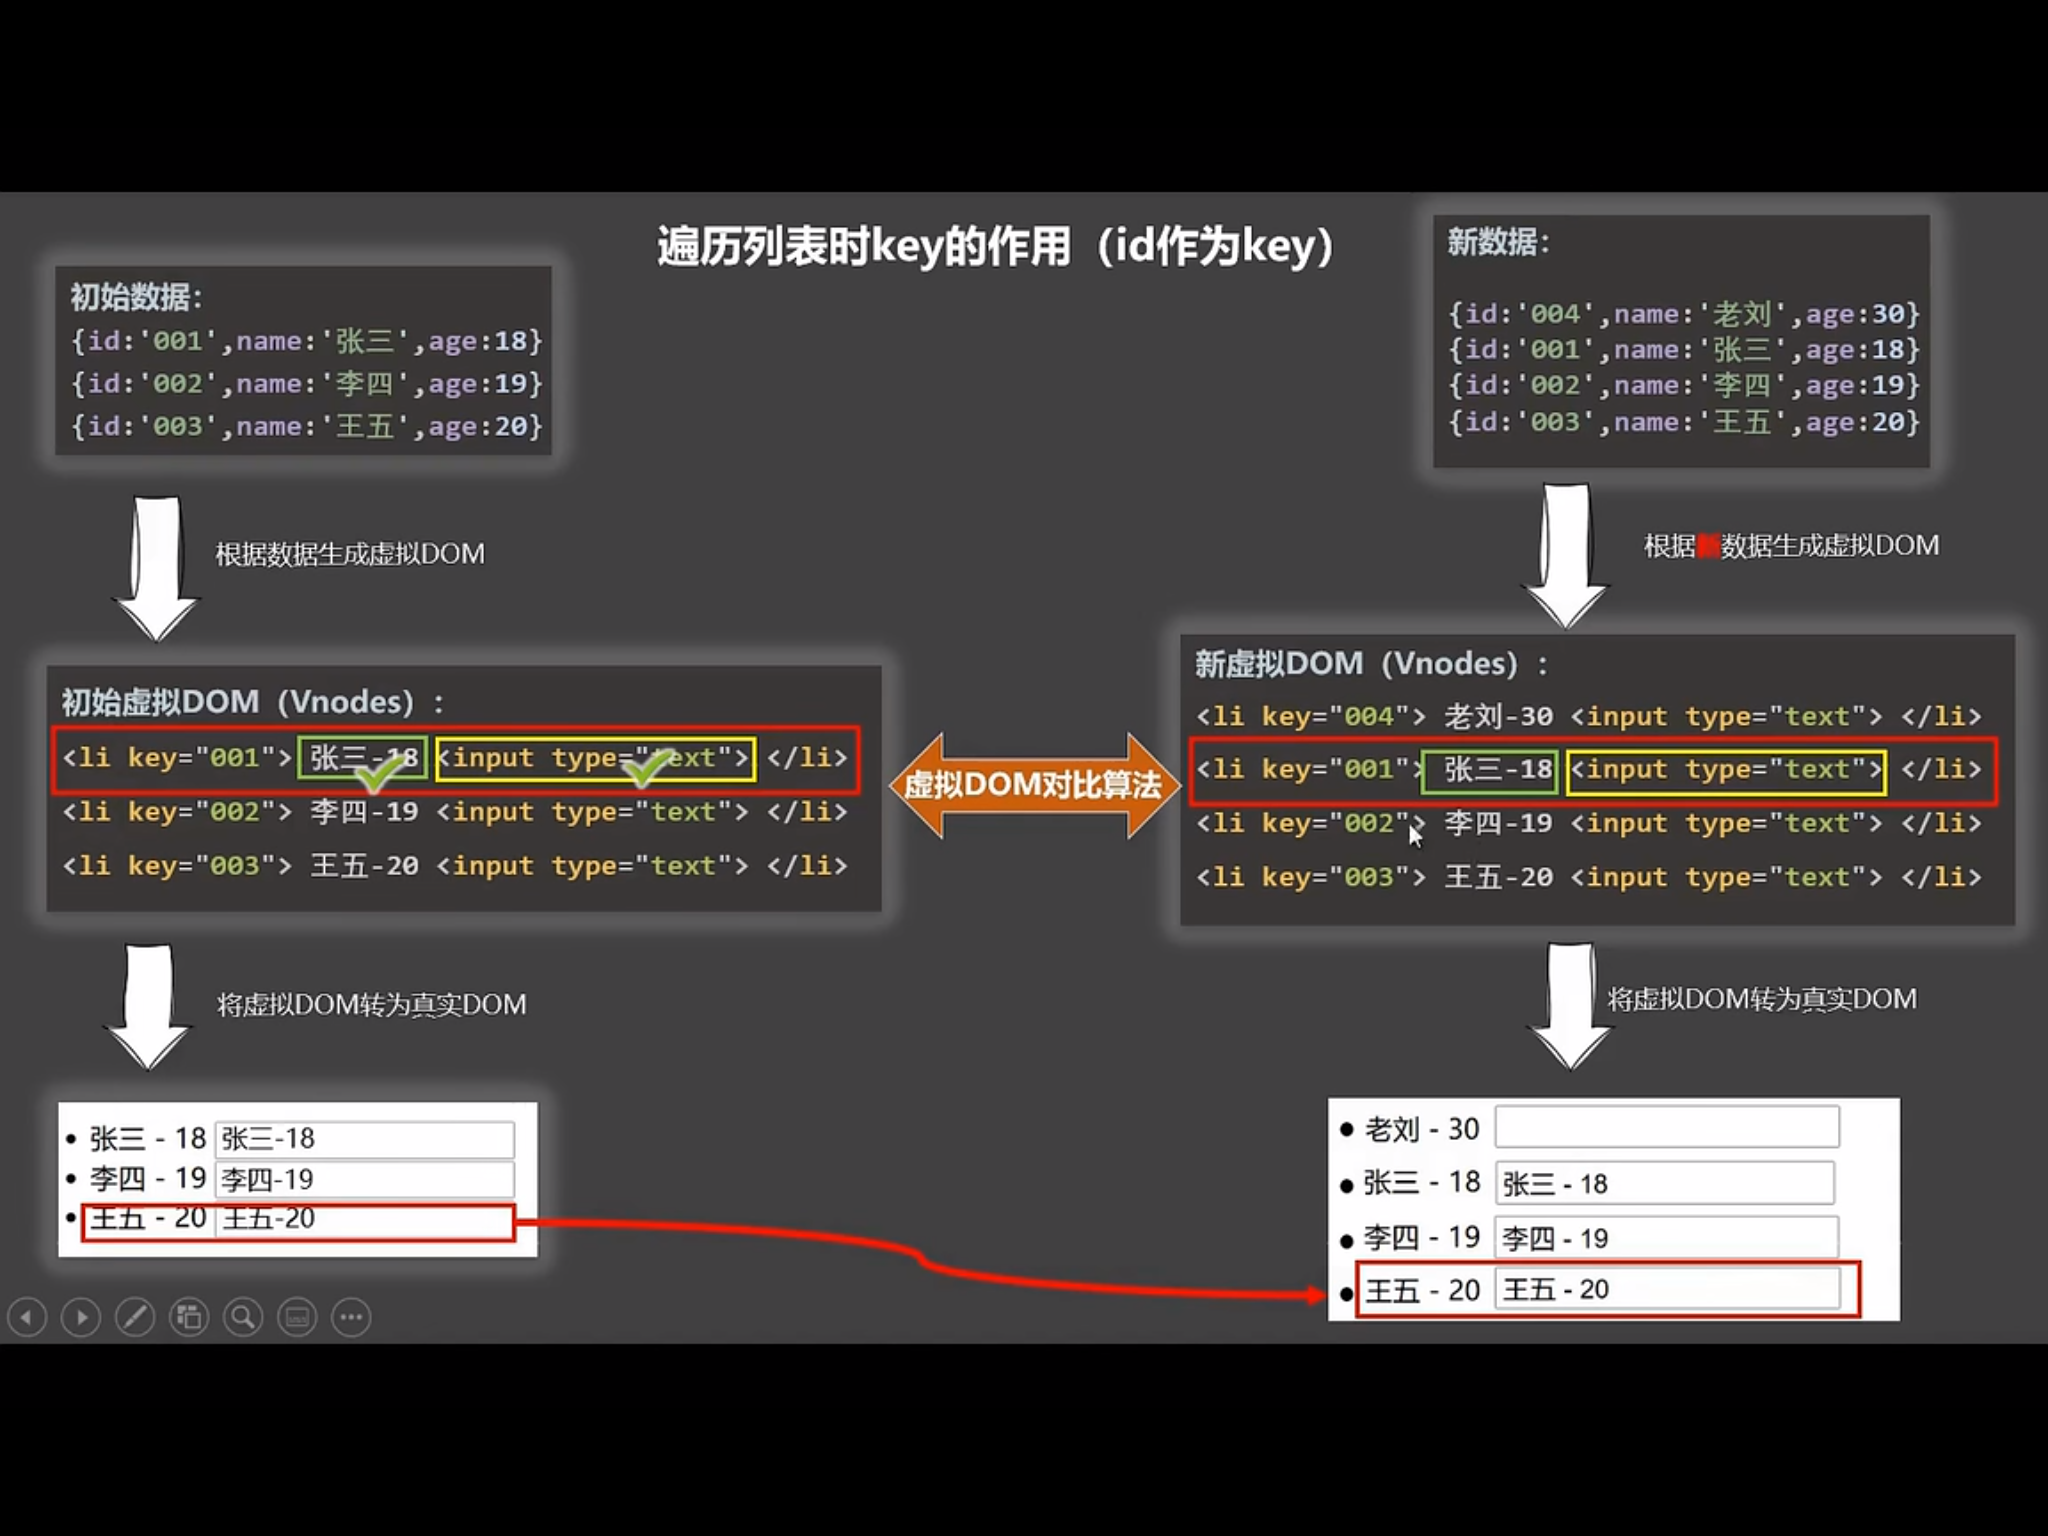 遍历列表时key的作用（id作为key）
初始数据：
{id:'001',name:'张三',age:18}
{id:'002',name:'李四',age:19}
{id:'003',name:'王五',age:20}
新数据：
{id:'004',name:'老刘',age:30}
{id:'001',name:'张三',age:18}
{id:'002',name:'李四',age:19}
{id:'003',name:'王五',age:20}
根据数据生成虚拟DOM
根据新数据生成虚拟DOM
初始虚拟DOM（Vnodes）：
<li key="001"> 张三-18 <input type="text"> </li>
<li key="002"> 李四-19 <input type="text"> </li>
<li key="003"> 王五-20 <input type="text"> </li>
虚拟DOM对比算法
新虚拟DOM（Vnodes）：
<li key="004"> 老刘-30 <input type="text"> </li>
<li key="001"> 张三-18 <input type="text"> </li>
<li key="002"> 李四-19 <input type="text"> </li>
<li key="003"> 王五-20 <input type="text"> </li>
将虚拟DOM转为真实DOM
将虚拟DOM转为真实DOM
• 张三 - 18 张三-18
• 李四 - 19 李四-19
• 王五 - 20 王五-20
• 老刘 - 30
• 张三 - 18 张三 - 18
• 李四 - 19 李四 - 19
• 王五 - 20 王五 - 20